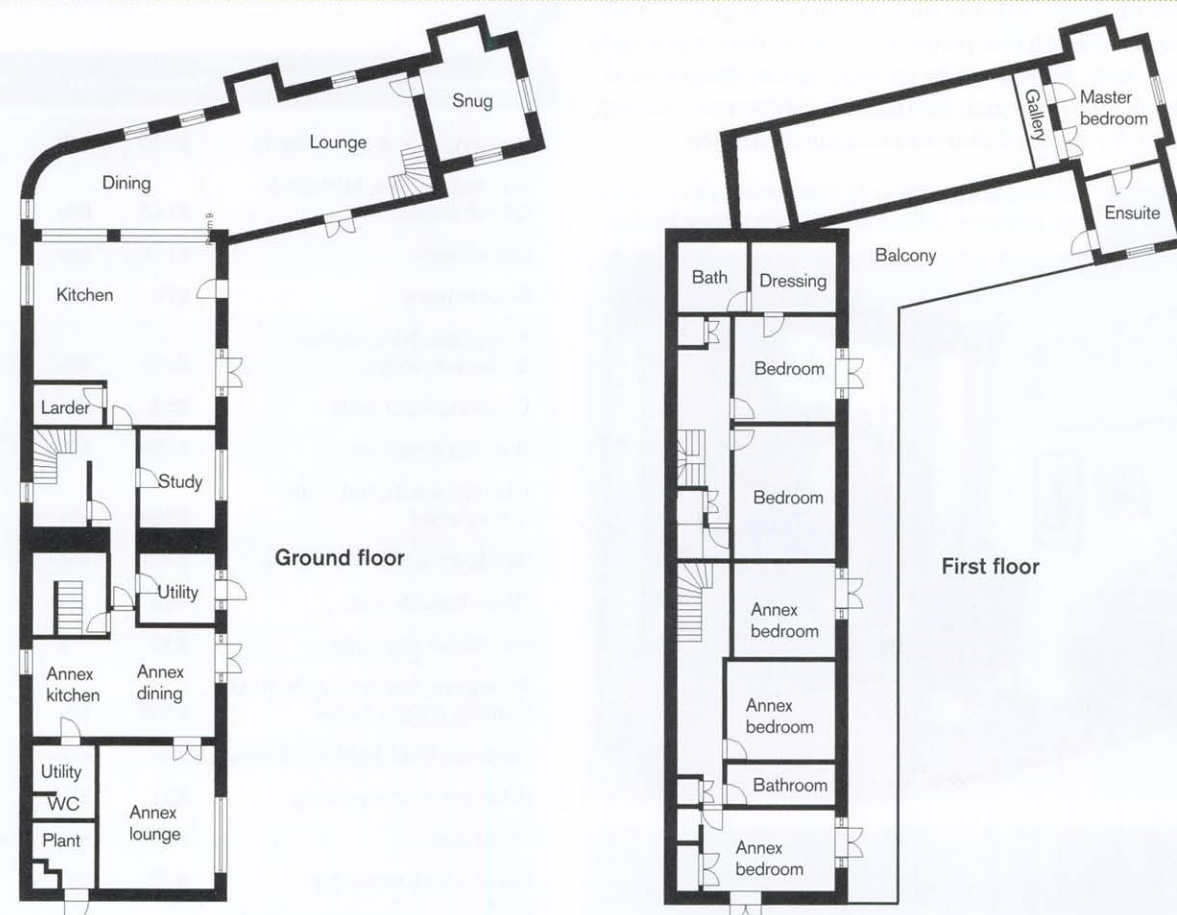 Snug
Lounge
Dining
Kitchen
Larder
Study
Ground floor
Utility
Annex
kitchen
Annex
dining
Utility
WC
Annex
lounge
Plant
Gallery
Master
bedroom
Ensuite
Balcony
Bath
Dressing
Bedroom
Bedroom
First floor
Annex
bedroom
Annex
bedroom
Bathroom
Annex
bedroom